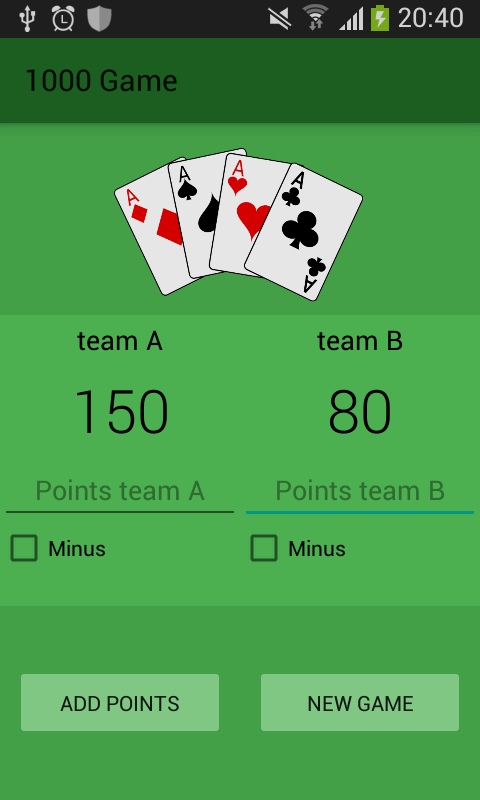 20:40
1000 Game
A A A A
A
team A team B
150 80
Points team A Points team B
Minus Minus
ADD POINTS NEW GAME